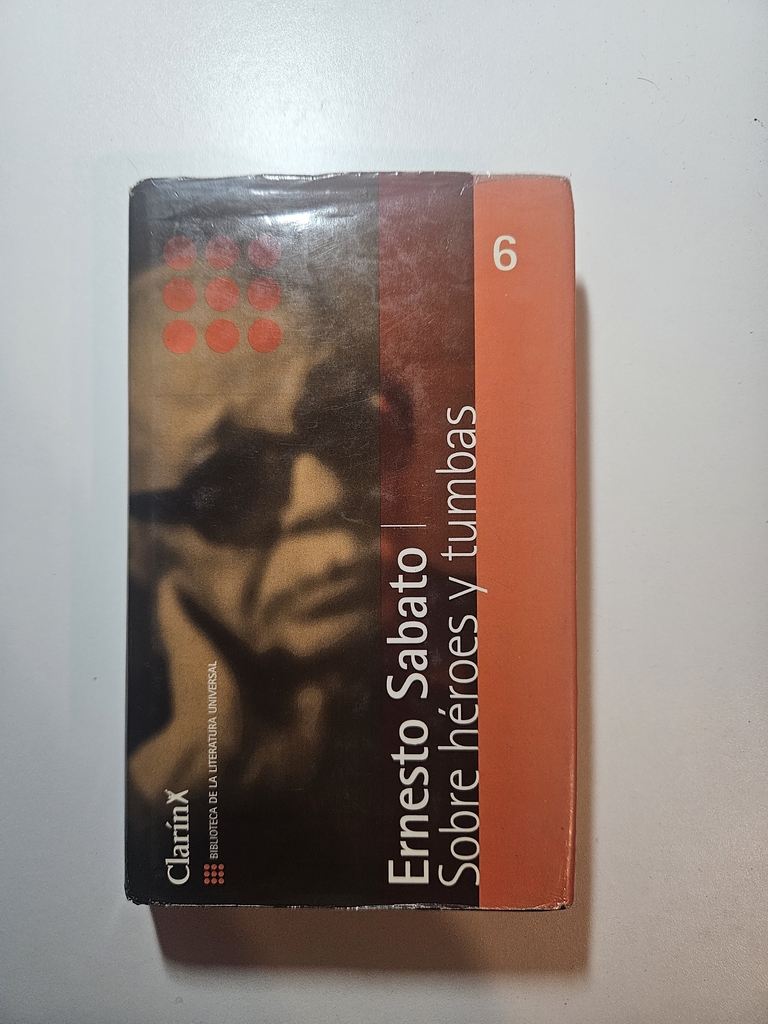 6
Ernesto Sabato |
Sobre héroes y tumbas
ClarínX
BIBLIOTECA DE LA LITERATURA UNIVERSAL